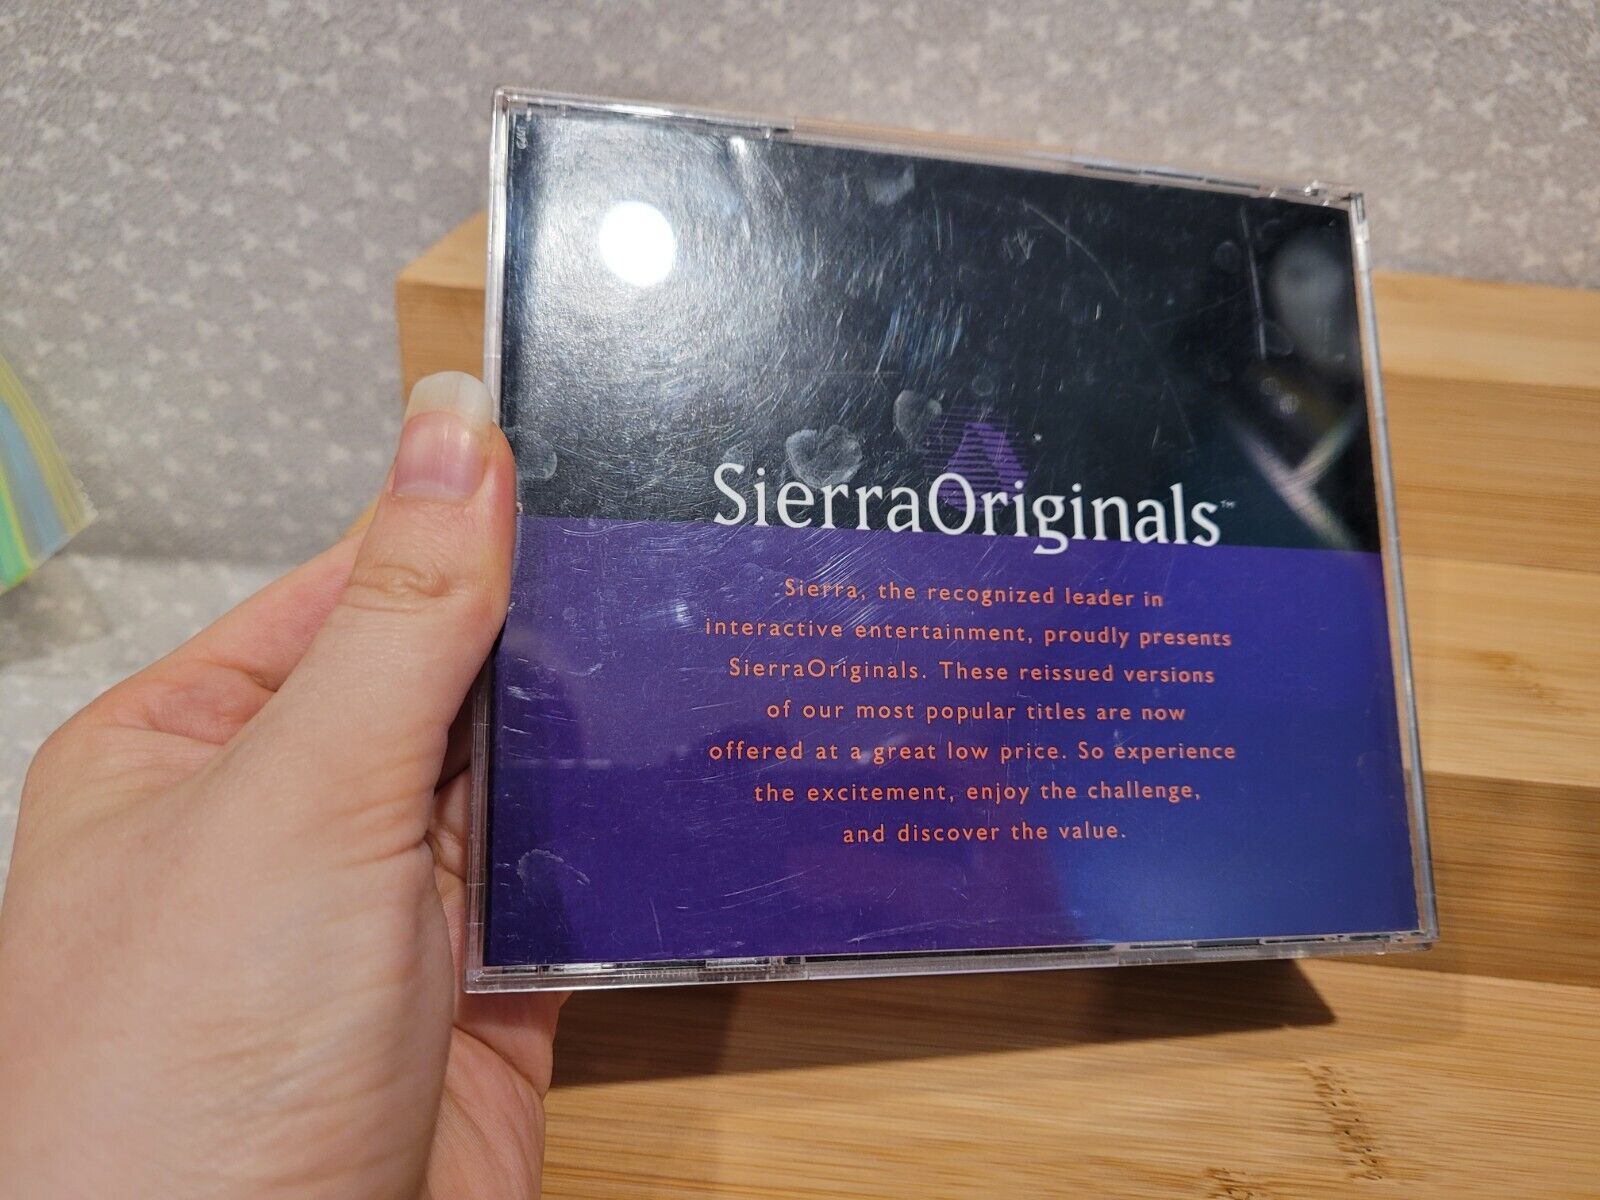 SierraOriginals™
Sierra, the recognized leader in
interactive entertainment, proudly presents
SierraOriginals. These reissued versions
of our most popular titles are now
offered at a great low price. So experience
the excitement, enjoy the challenge,
and discover the value.